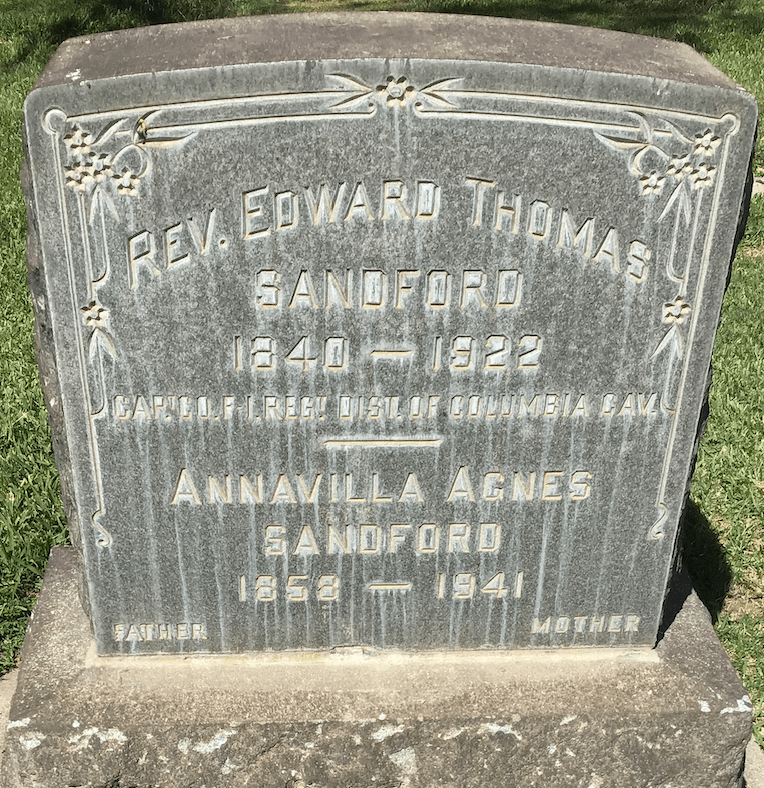 REV. EDWARD THOMAS
SANDFORD
1840 — 1922
CAPT. CO. F. 1. REGT. DIST. OF COLUMBIA CAV.
ANNAVILLA AGNES
SANDFORD
1858 — 1941
FATHER MOTHER